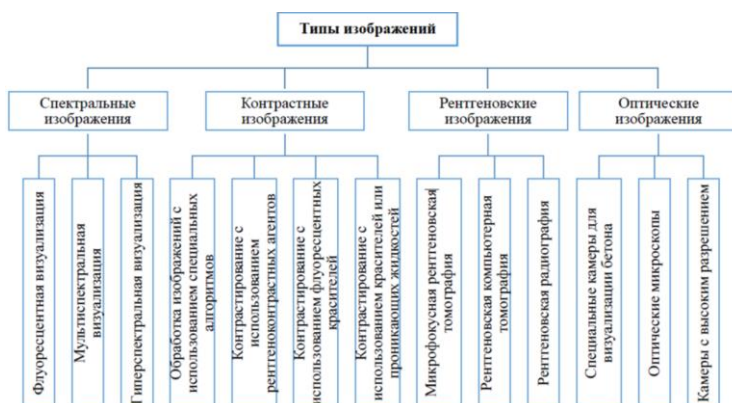 Типы изображений
Спектральные
изображения
Контрастные
изображения
Рентгеновские
изображения
Оптические
изображения
Флуоресцентная визуализация
Мультиспектральная
визуализация
Гиперспектральная визуализация
Обработка изображений с
использованием специальных
алгоритмов
Контрастирование с
использованием
рентгеноконтрастных агентов
Контрастирование с
использованием флуоресцентных
красителей
Контрастирование с
использованием красителей или
проникающих жидкостей
Микрофокусная рентгеновская
томография
Рентгеновская компьютерная
томография
Рентгеновская радиография
Специальные камеры для
визуализации бетона
Оптические микроскопы
Камеры с высоким разрешением